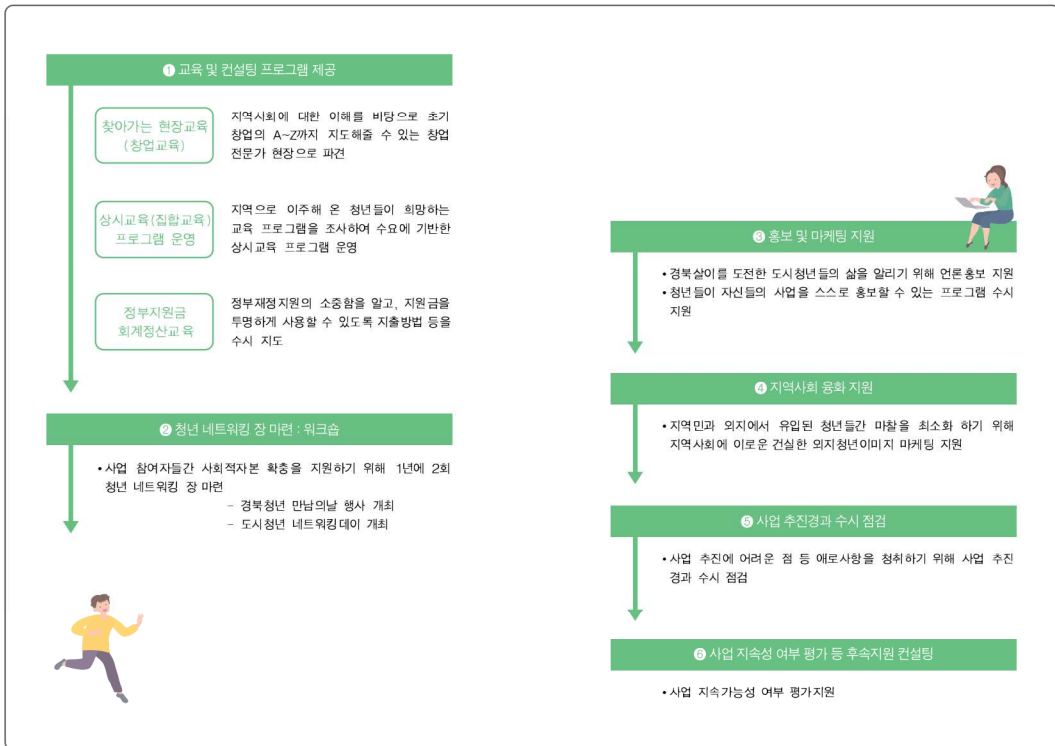 ❶ 교육 및 컨설팅 프로그램 제공
찾아가는 현장교육
(창업교육)
지역사회에 대한 이해를 바탕으로 초기
창업의 A~Z까지 지도해줄 수 있는 창업
전문가 현장으로 파견
상시교육(집합교육)
프로그램 운영
지역으로 이주해 온 청년들이 희망하는
교육 프로그램을 조사하여 수요에 기반한
상시교육 프로그램 운영
정부지원금
회계정산교육
정부재정지원의 소중함을 알고, 지원금을
투명하게 사용할 수 있도록 지출방법 등을
수시 지도
❷ 청년 네트워킹 장 마련 : 워크숍
• 사업 참여자들간 사회적자본 확충을 지원하기 위해 1년에 2회
청년 네트워킹 장 마련
– 경북청년 만남의날 행사 개최
– 도시청년 네트워킹데이 개최
❸ 홍보 및 마케팅 지원
• 경북살이를 도전한 도시청년들의 삶을 알리기 위해 언론홍보 지원
• 청년들이 자신들의 사업을 스스로 홍보할 수 있는 프로그램 수시
지원
❹ 지역사회 융화 지원
• 지역민과 외지에서 유입된 청년들간 마찰을 최소화 하기 위해
지역사회에 이로운 건실한 외지청년이미지 마케팅 지원
❺ 사업 추진경과 수시 점검
• 사업 추진에 어려운 점 등 애로사항을 청취하기 위해 사업 추진
경과 수시 점검
❻ 사업 지속성 여부 평가 등 후속지원 컨설팅
• 사업 지속가능성 여부 평가지원